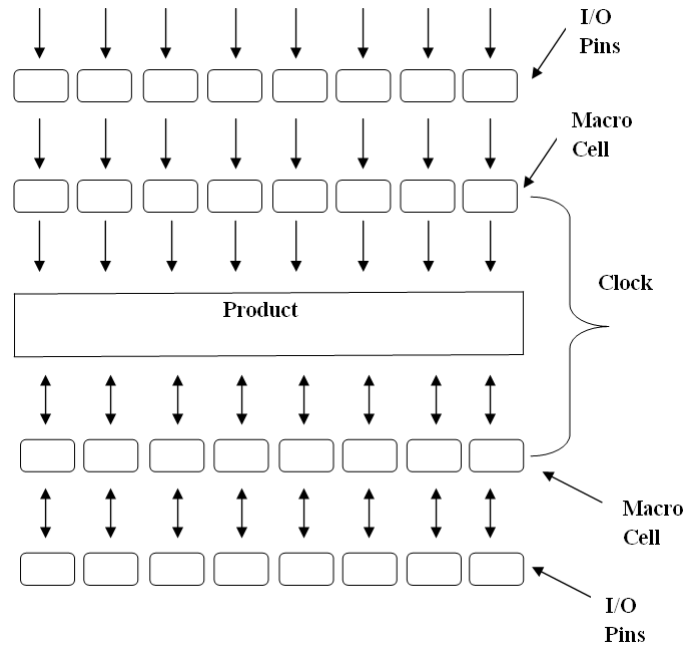 I/O
Pins
Macro
Cell
Clock
Product
Macro
Cell
I/O
Pins